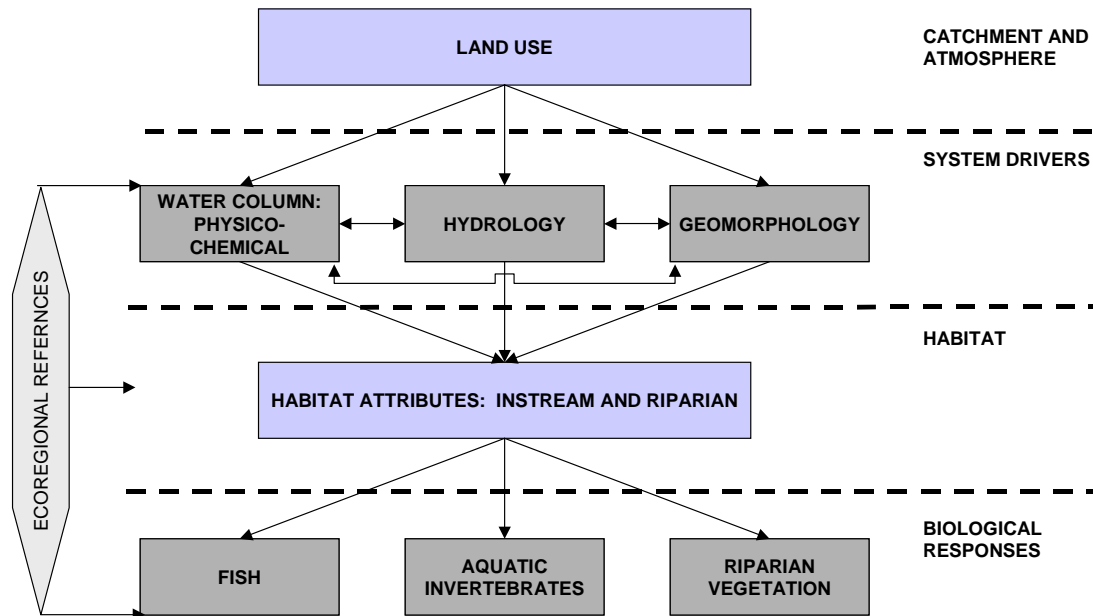 LAND USE
CATCHMENT AND
ATMOSPHERE
SYSTEM DRIVERS
WATER COLUMN:
PHYSICO-
CHEMICAL
HYDROLOGY
GEOMORPHOLOGY
ECOREGIONAL REFERNCES
HABITAT
HABITAT ATTRIBUTES: INSTREAM AND RIPARIAN
BIOLOGICAL
RESPONSES
FISH
AQUATIC
INVERTEBRATES
RIPARIAN
VEGETATION